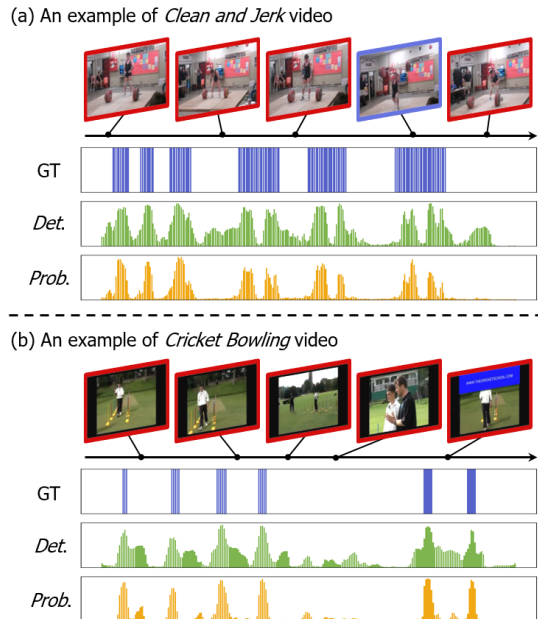 (a) An example of Clean and Jerk video
GT
Det.
Prob.
(b) An example of Cricket Bowling video
GT
Det.
Prob.